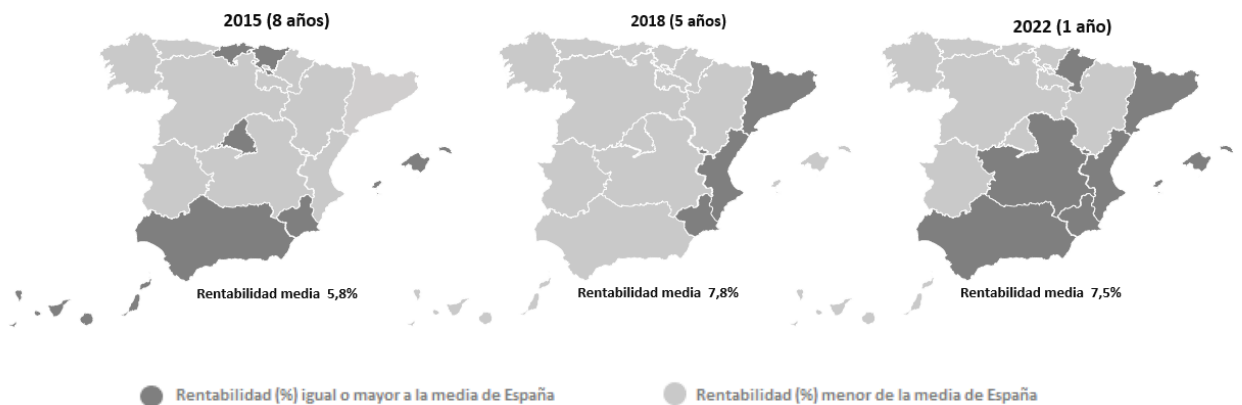 2015 (8 años)
2018 (5 años)
2022 (1 año)
Rentabilidad media 5,8%
Rentabilidad media 7,8%
Rentabilidad media 7,5%
Rentabilidad (%) igual o mayor a la media de España
Rentabilidad (%) menor de la media de España